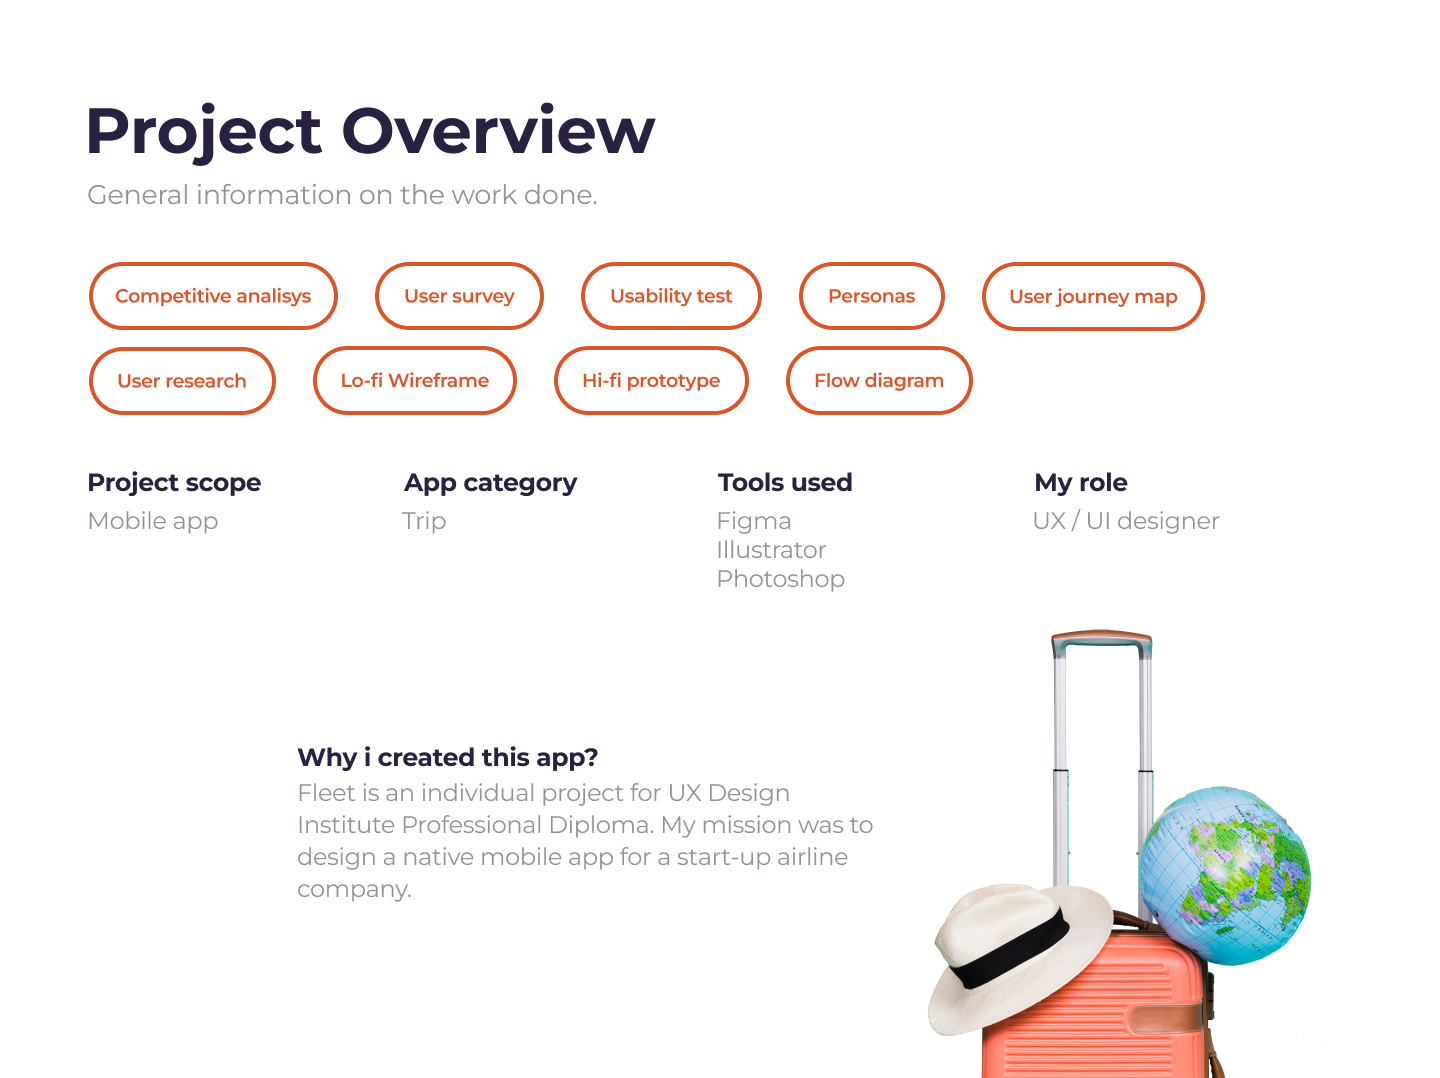 Project Overview
General information on the work done.
Competitive analisys
User survey
Usability test
Personas
User journey map
User research
Lo-fi Wireframe
Hi-fi prototype
Flow diagram
Project scope
Mobile app
App category
Trip
Tools used
Figma
Illustrator
Photoshop
My role
UX / UI designer
Why i created this app?
Fleet is an individual project for UX Design
Institute Professional Diploma. My mission was to
design a native mobile app for a start-up airline
company.